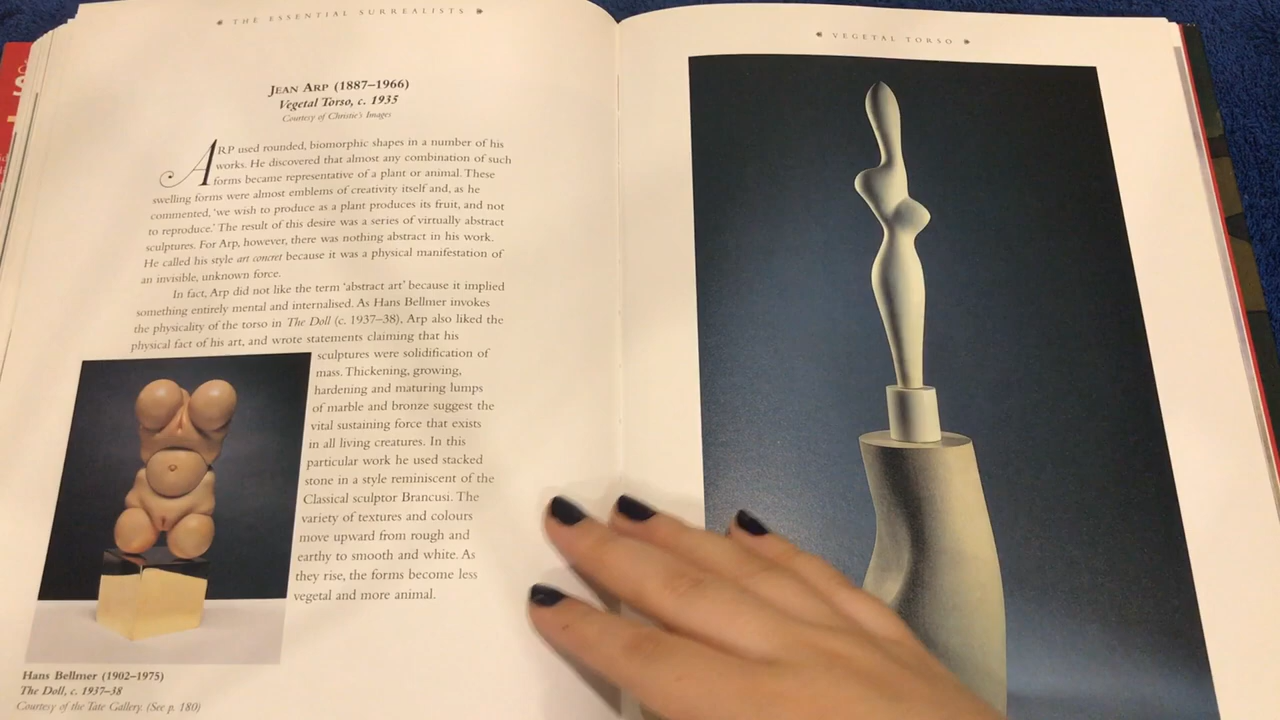 THE ESSENTIAL SURREALISTS
JEAN ARP (1887–1966)
Vegetal Torso, c. 1935
Courtesy of Christie's Images
ARP used rounded, biomorphic shapes in a number of his
works. He discovered that almost any combination of such
forms became representative of a plant or animal. These
swelling forms were almost emblems of creativity itself and, as he
commented, 'we wish to produce as a plant produces its fruit, and not
to reproduce.' The result of this desire was a series of virtually abstract
sculptures. For Arp, however, there was nothing abstract in his work.
He called his style art concret because it was a physical manifestation of
an invisible, unknown force.
In fact, Arp did not like the term 'abstract art' because it implied
something entirely mental and internalised. As Hans Bellmer invokes
the physicality of the torso in The Doll (c. 1937–38), Arp also liked the
physical fact of his art, and wrote statements claiming that his
sculptures were solidification of
mass. Thickening, growing,
hardening and maturing lumps
of marble and bronze suggest the
vital sustaining force that exists
in all living creatures. In this
particular work he used stacked
stone in a style reminiscent of the
Classical sculptor Brancusi. The
variety of textures and colours
move upward from rough and
earthy to smooth and white. As
they rise, the forms become less
vegetal and more animal.
Hans Bellmer (1902–1975)
The Doll, c. 1937–38
Courtesy of the Tate Gallery. (See p. 180)
VEGETAL TORSO